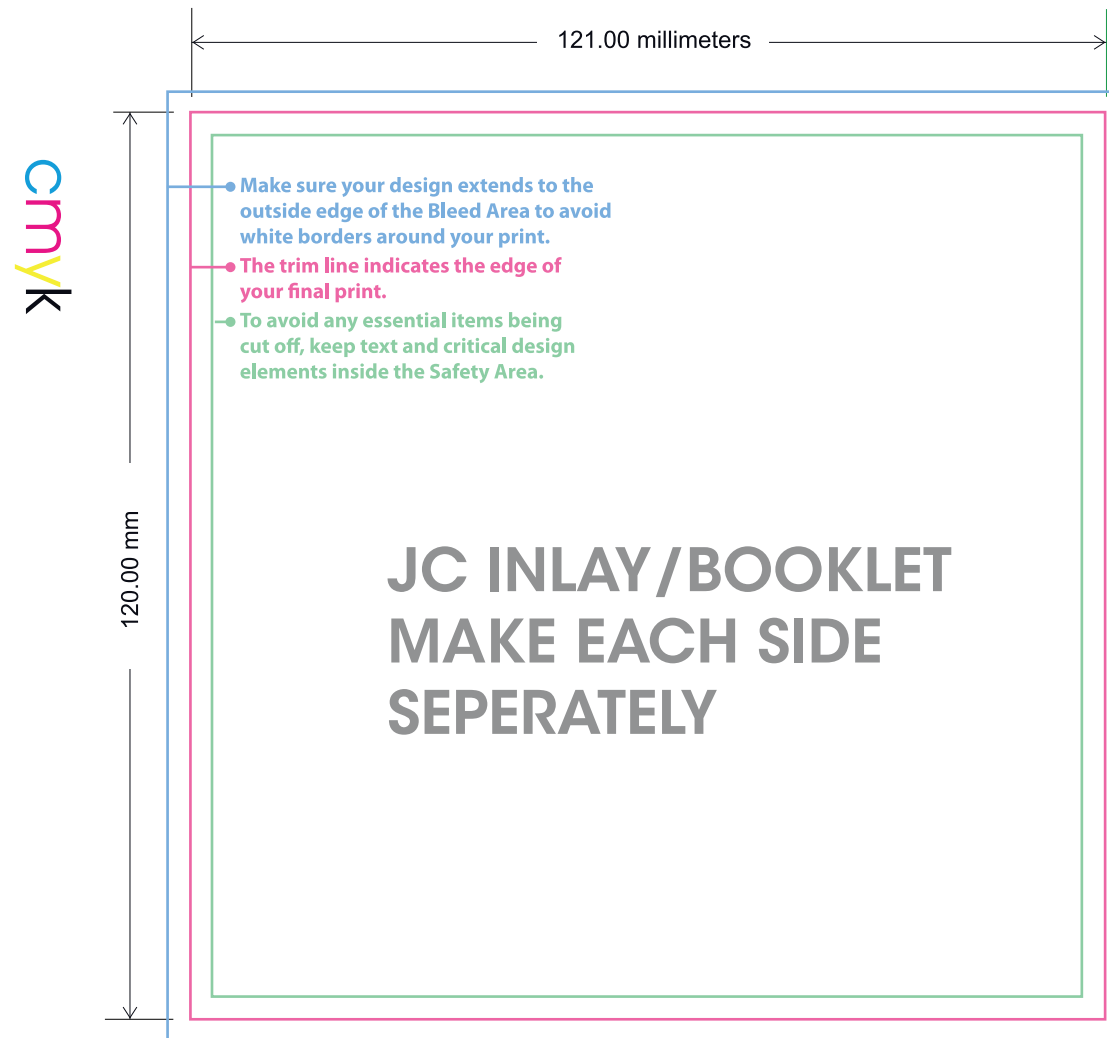 121.00 millimeters
cmyk
Make sure your design extends to the
outside edge of the Bleed Area to avoid
white borders around your print.
The trim line indicates the edge of
your final print.
To avoid any essential items being
cut off, keep text and critical design
elements inside the Safety Area.
120.00 mm
JC INLAY/BOOKLET
MAKE EACH SIDE
SEPERATELY